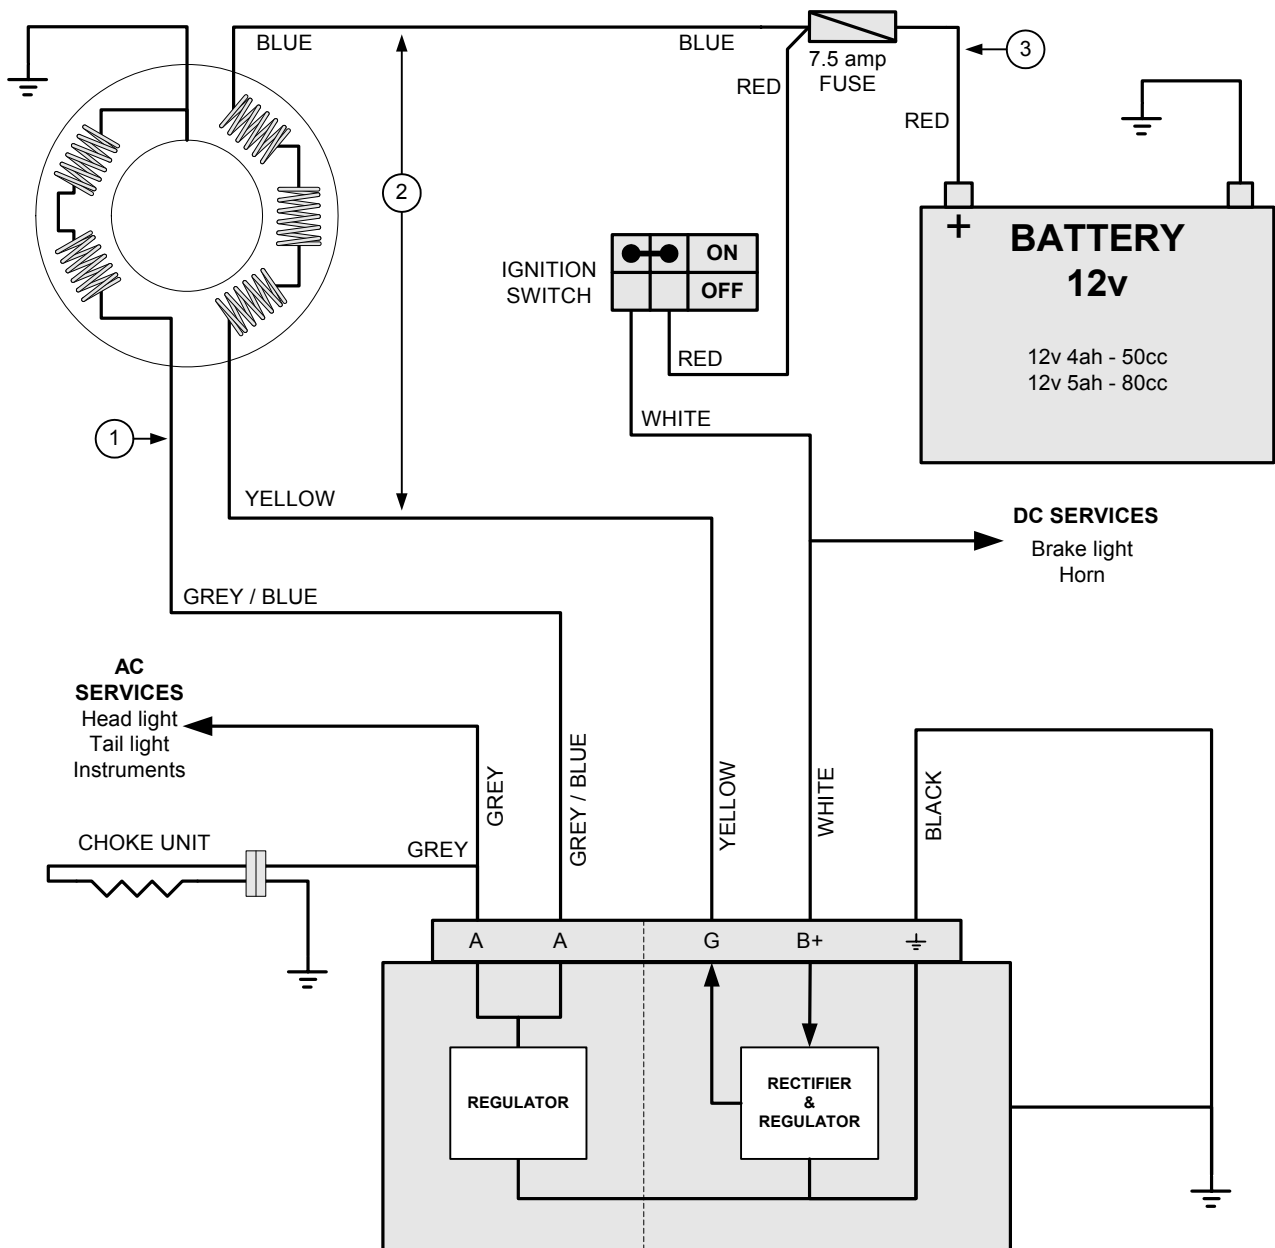 BLUE
BLUE
7.5 amp
FUSE
3
RED
RED
2
+
BATTERY
12v
12v 4ah - 50cc
12v 5ah - 80cc
IGNITION
SWITCH
ON
OFF
RED
WHITE
1
YELLOW
DC SERVICES
Brake light
Horn
GREY / BLUE
AC
SERVICES
Head light
Tail light
Instruments
GREY
GREY / BLUE
YELLOW
WHITE
BLACK
CHOKE UNIT
GREY
A
A
G
B+
REGULATOR
RECTIFIER
&
REGULATOR